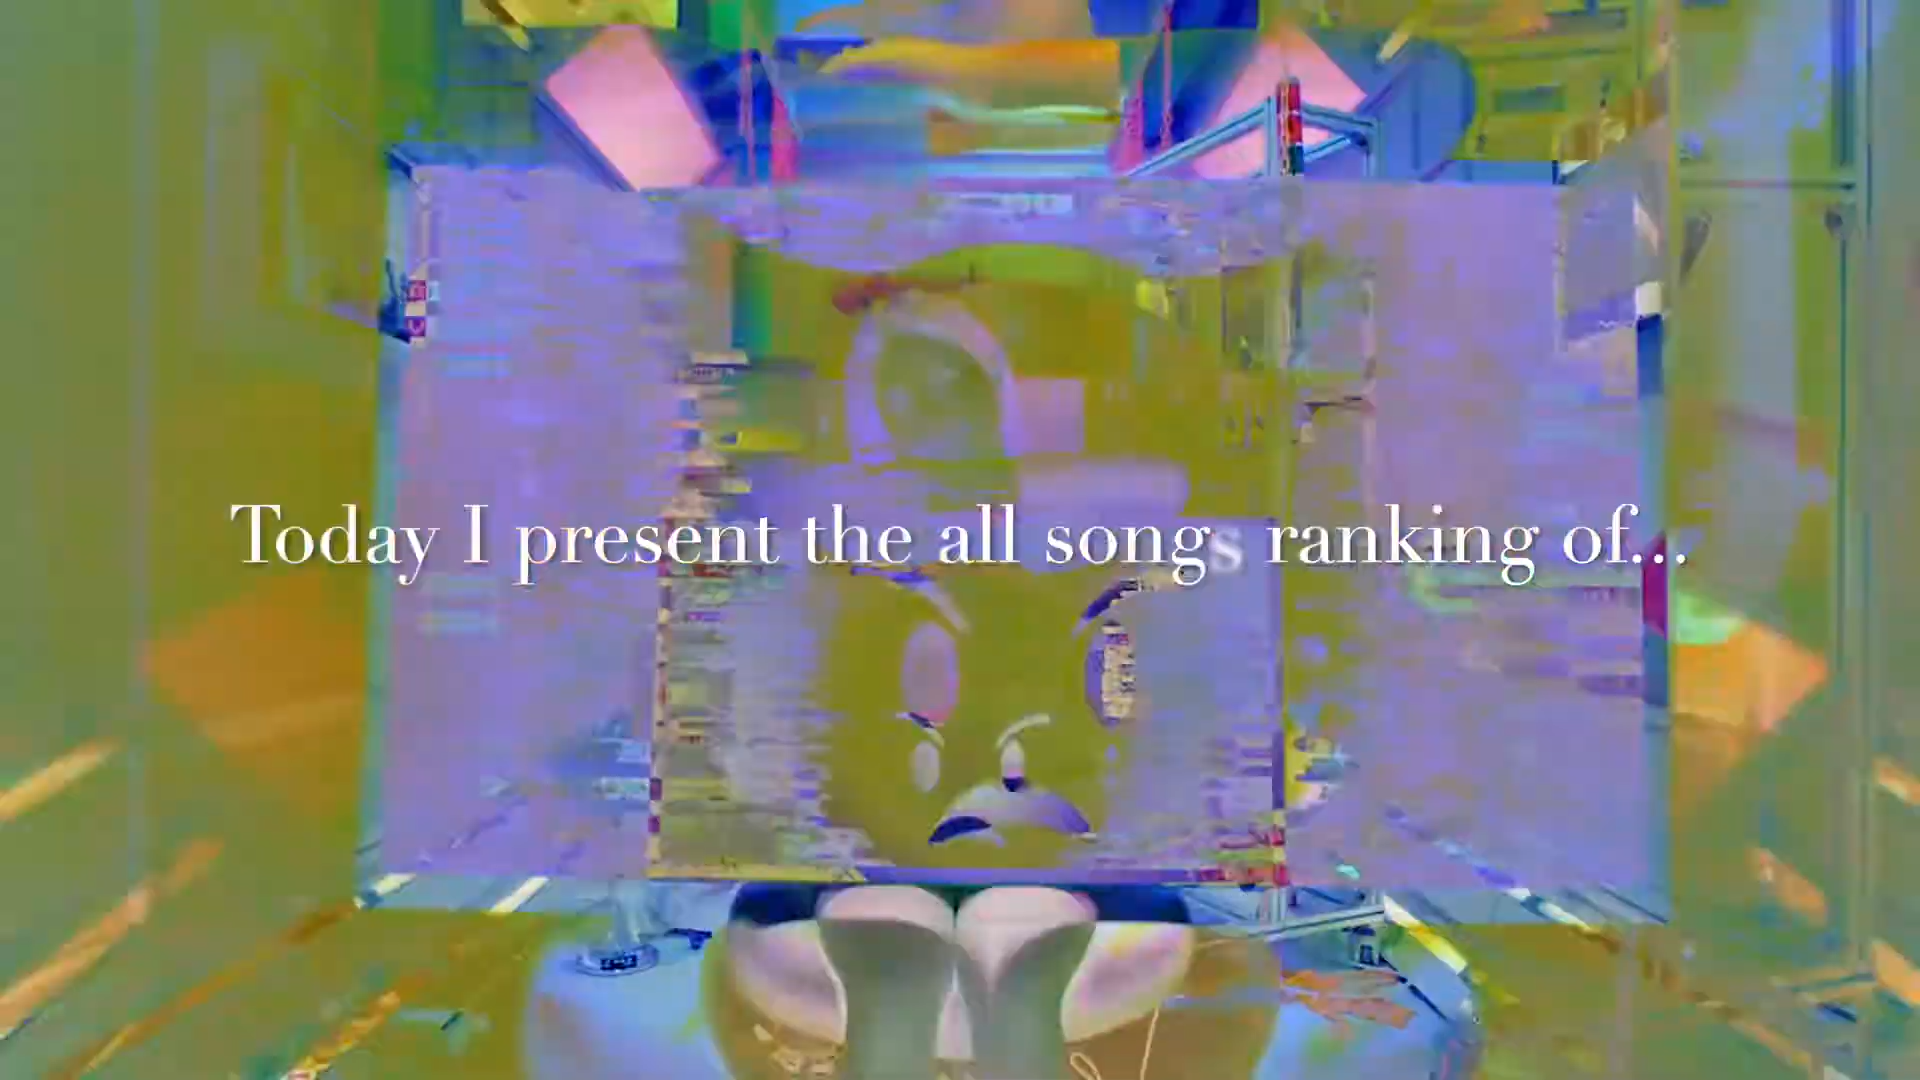 Today I present the all songs ranking of...